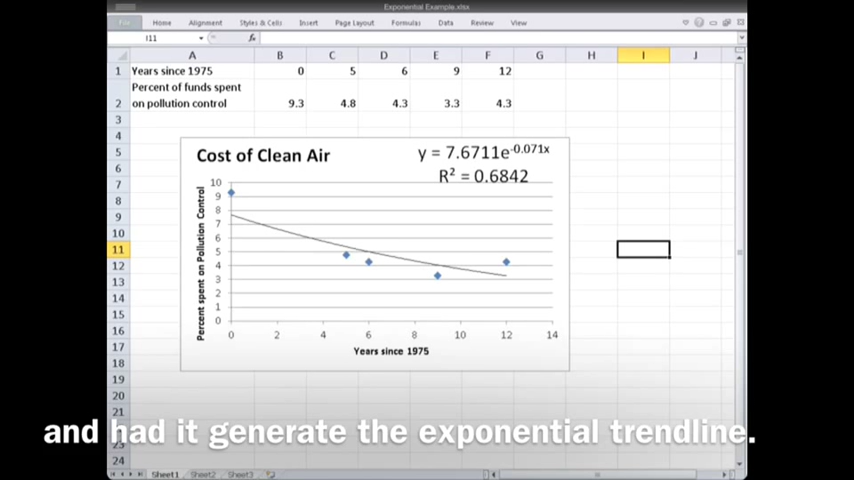 Exponential Example.xlsx
File Home Alignment Styles & Cells Insert Page Layout Formulas Data Review View
I11 fx
A B C D E F G H I J
1 Years since 1975 0 5 6 9 12
Percent of funds spent
2 on pollution control 9.3 4.8 4.3 3.3 4.3
3
4
5
6
7
8
9
10
11
12
13
14
15
16
17
18
19
20
21
23
24
Cost of Clean Air
y = 7.6711e^-0.071x
R² = 0.6842
Percent spent on Pollution Control
10
9
8
7
6
5
4
3
2
1
0
0 2 4 6 8 10 12 14
Years since 1975
and had it generate the exponential trendline.
Sheet1 Sheet2 Sheet3